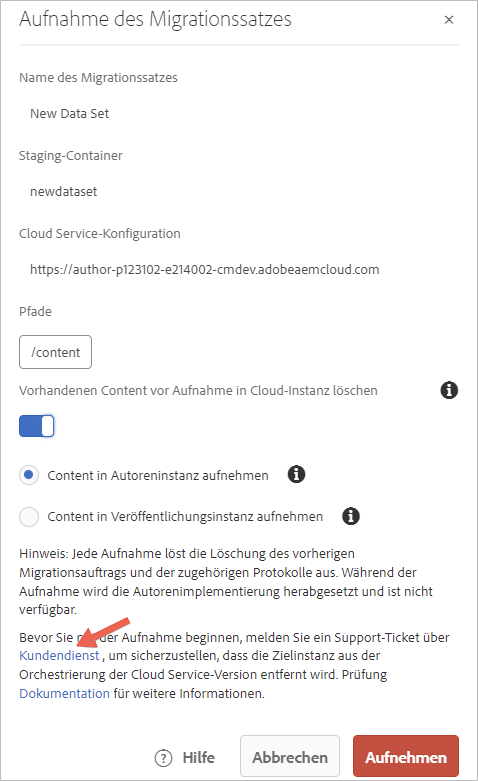 Aufnahme des Migrationssatzes
Name des Migrationssatzes
New Data Set
Staging-Container
newdataset
Cloud Service-Konfiguration
https://author-p123102-e214002-cmdev.adobeaemcloud.com
Pfade
/content
Vorhandenen Content vor Aufnahme in Cloud-Instanz löschen
Content in Autoreninstanz aufnehmen
Content in Veröffentlichungsinstanz aufnehmen
Hinweis: Jede Aufnahme löst die Löschung des vorherigen
Migrationsauftrags und der zugehörigen Protokolle aus. Während der
Aufnahme wird die Autorenimplementierung herabgesetzt und ist nicht
verfügbar.
Bevor Sie der Aufnahme beginnen, melden Sie ein Support-Ticket über
Kundendienst , um sicherzustellen, dass die Zielinstanz aus der
Orchestrierung der Cloud Service-Version entfernt wird. Prüfung
Dokumentation für weitere Informationen.
Hilfe
Abbrechen
Aufnehmen